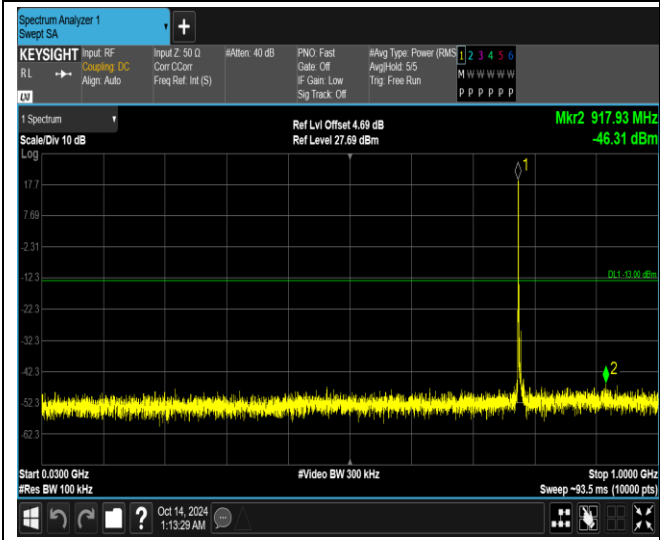 Spectrum Analyzer 1
Swept SA
+
KEYSIGHT
RL
LXI
Input: RF
Coupling: DC
Align: Auto
Input Z: 50 Ω
Corr CCorr
Freq Ref: Int (S)
#Atten: 40 dB
PNO: Fast
Gate: Off
IF Gain: Low
Sig Track: Off
#Avg Type: Power (RMS
Avg|Hold: 5/5
Trig: Free Run
1 2 3 4 5 6
M W W W W W
P P P P P P
1 Spectrum
Scale/Div 10 dB
Ref Lvl Offset 4.69 dB
Ref Level 27.69 dBm
Mkr2 917.93 MHz
-46.31 dBm
Log
17.7
7.69
-2.31
-12.3
-22.3
-32.3
-42.3
-52.3
-62.3
1
DL1 -13.00 dBm
2
Start 0.0300 GHz
#Res BW 100 kHz
#Video BW 300 kHz
Stop 1.0000 GHz
Sweep ~93.5 ms (10000 pts)
?
Oct 14, 2024
1:13:29 AM